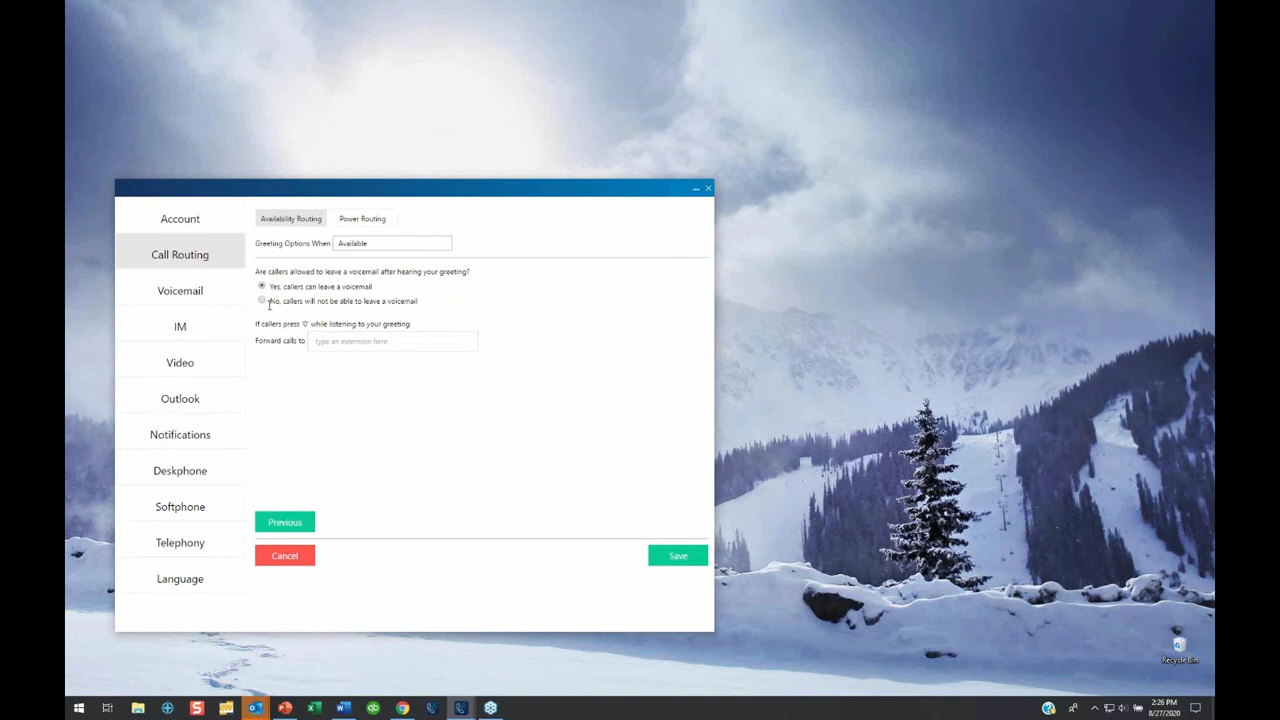 Account
Call Routing
Voicemail
IM
Video
Outlook
Notifications
Deskphone
Softphone
Telephony
Language
Availability Routing
Power Routing
Greeting Options When Available
Are callers allowed to leave a voicemail after hearing your greeting?
Yes, callers can leave a voicemail
No, callers will not be able to leave a voicemail
If callers press '0' while listening to your greeting
Forward calls to type an extension here
Previous
Cancel
Save
Recycle Bin
2:26 PM
8/27/2020